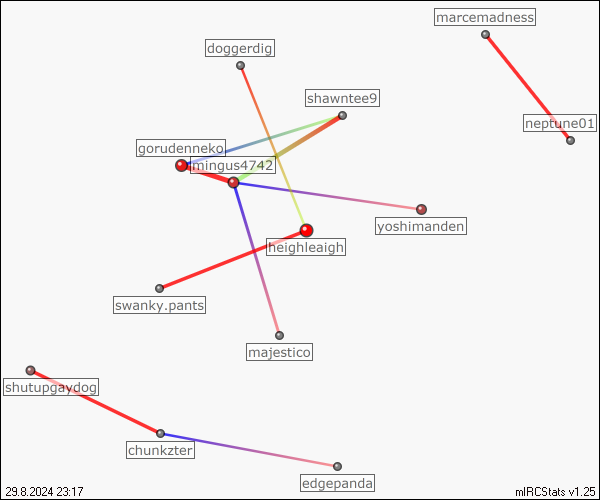 marcemadness
doggerdig
shawntee9
neptune01
gorudenneko
mingus4742
yoshimanden
heighleaigh
swanky.pants
majestico
shutupgaydog
chunkzter
edgepanda
29.8.2024 23:17
mIRCStats v1.25